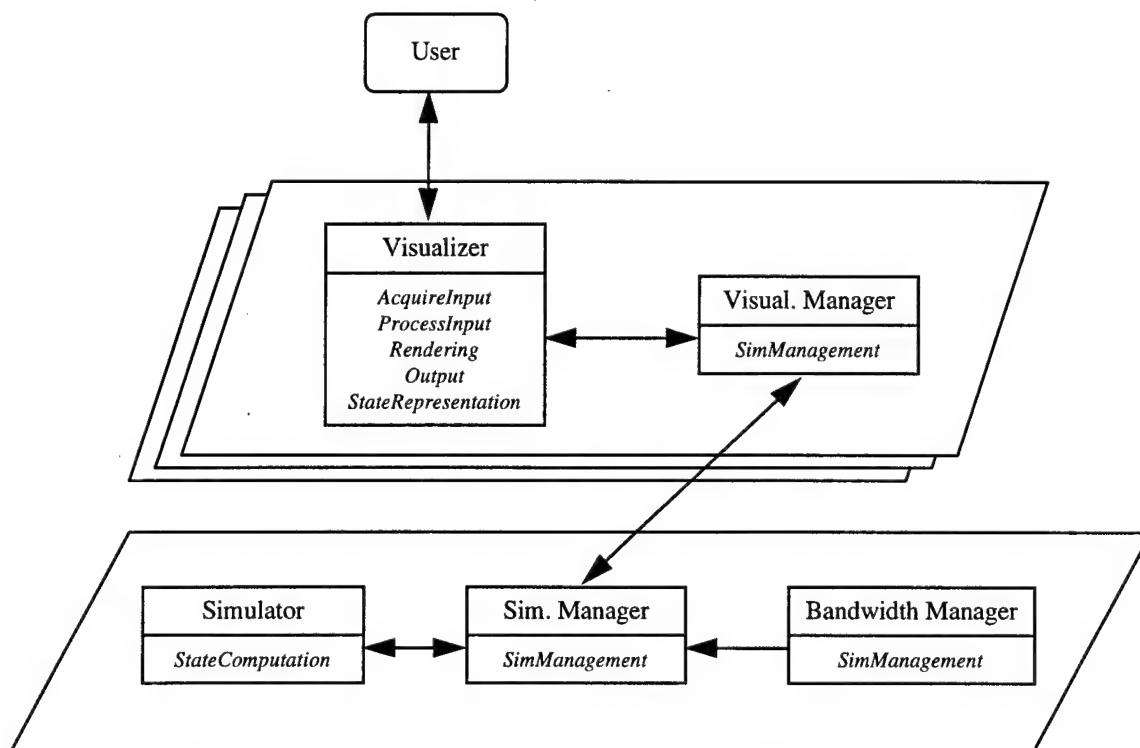 User
Visualizer
AcquireInput
ProcessInput
Rendering
Output
StateRepresentation
Visual. Manager
SimManagement
Simulator
StateComputation
Sim. Manager
SimManagement
Bandwidth Manager
SimManagement